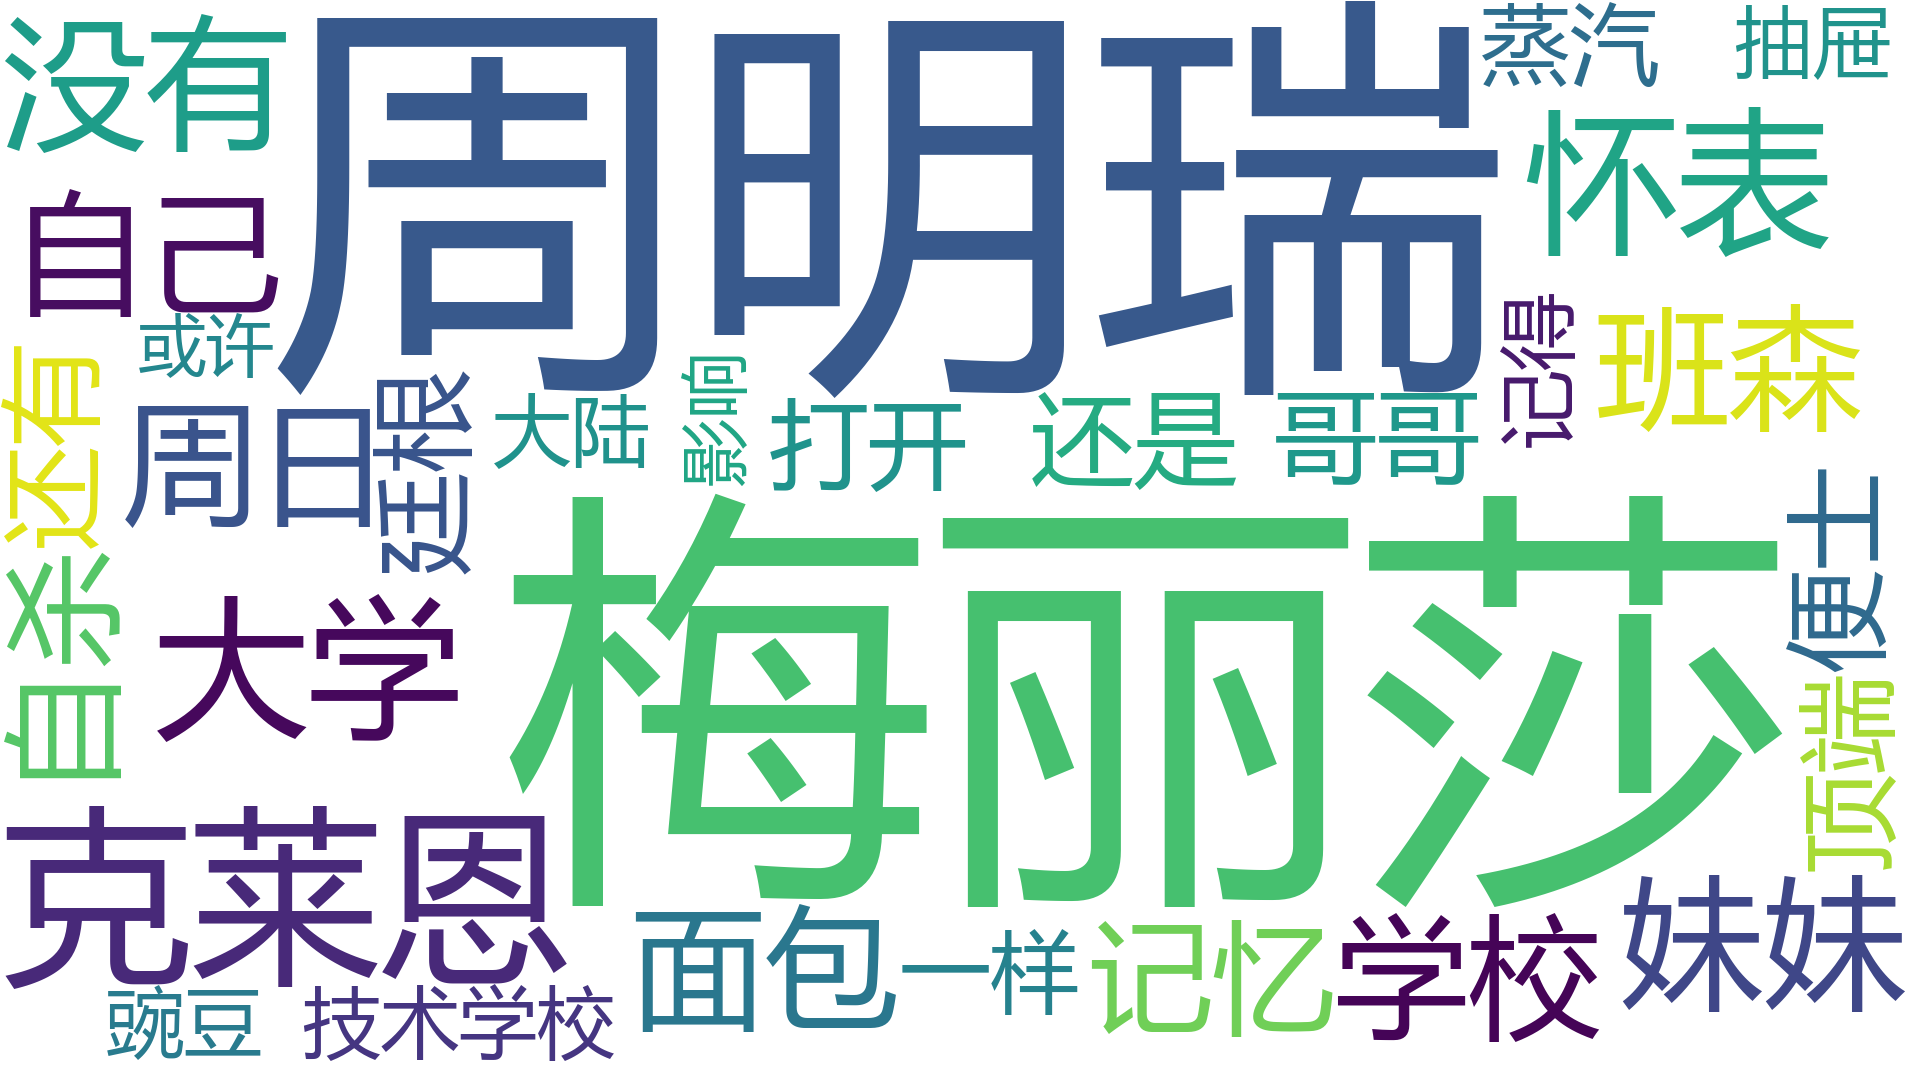 没有
周明瑞
蒸汽
抽屉
怀表
自己
或许
还有
周日
廷根
大陆
影响
打开
还是
哥哥
记得
班森
自杀
大学
梅丽莎
便士
顶端
克莱恩
面包
一样
记忆
学校
妹妹
豌豆
技术学校